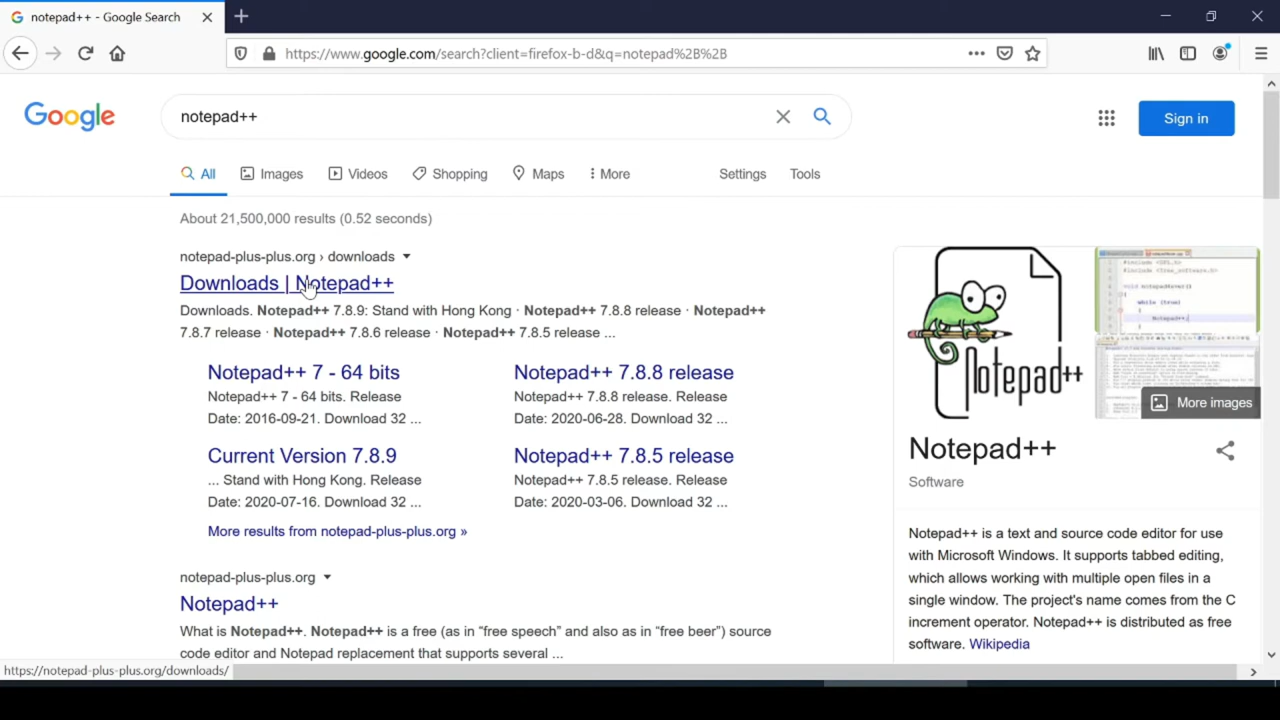 notepad++ - Google Search
https://www.google.com/search?client=firefox-b-d&q=notepad%2B%2B
Google
notepad++
Sign in
All
Images
Videos
Shopping
Maps
More
Settings
Tools
About 21,500,000 results (0.52 seconds)
notepad-plus-plus.org › downloads
Downloads | Notepad++
Downloads. Notepad++ 7.8.9: Stand with Hong Kong · Notepad++ 7.8.8 release · Notepad++
7.8.7 release · Notepad++ 7.8.6 release · Notepad++ 7.8.5 release ...
Notepad++ 7 - 64 bits
Notepad++ 7 - 64 bits. Release
Date: 2016-09-21. Download 32 ...
Notepad++ 7.8.8 release
Notepad++ 7.8.8 release. Release
Date: 2020-06-28. Download 32 ...
Current Version 7.8.9
... Stand with Hong Kong. Release
Date: 2020-07-16. Download 32 ...
Notepad++ 7.8.5 release
Notepad++ 7.8.5 release. Release
Date: 2020-03-06. Download 32 ...
More results from notepad-plus-plus.org »
notepad-plus-plus.org
Notepad++
What is Notepad++. Notepad++ is a free (as in “free speech” and also as in “free beer”) source
code editor and Notepad replacement that supports several ...
Notepad++
More images
Notepad++
Software
Notepad++ is a text and source code editor for use
with Microsoft Windows. It supports tabbed editing,
which allows working with multiple open files in a
single window. The project's name comes from the C
increment operator. Notepad++ is distributed as free
software. Wikipedia
https://notepad-plus-plus.org/downloads/